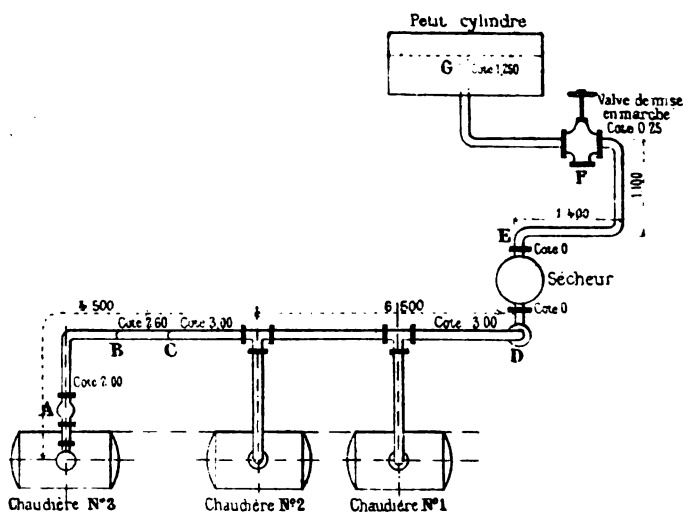 Petit cylindre
G Cote 1,250
Valve de mise
en marche
Cote 0 25
F
1 100
1 400
E
Cote 0
Sécheur
Cote 0
4 500
6 500
Cote 2.60
Cote 3,00
Cote 3 00
B
C
D
Cote 2.00
A
Chaudière N°3
Chaudière N°2
Chaudière N°1